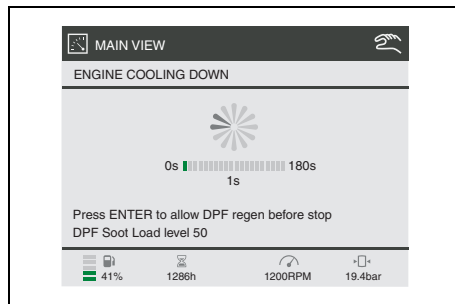 MAIN VIEW
ENGINE COOLING DOWN
0s 180s
1s
Press ENTER to allow DPF regen before stop
DPF Soot Load level 50
41% 1286h 1200RPM 19.4bar